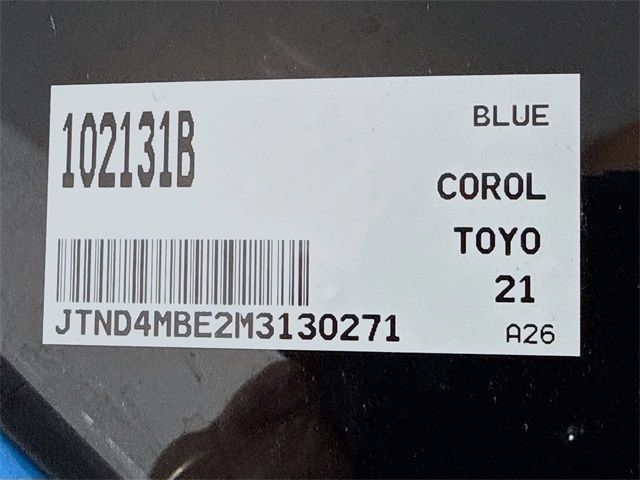 102131B
BLUE
COROL
TOYO
21
JTND4MBE2M3130271
A26